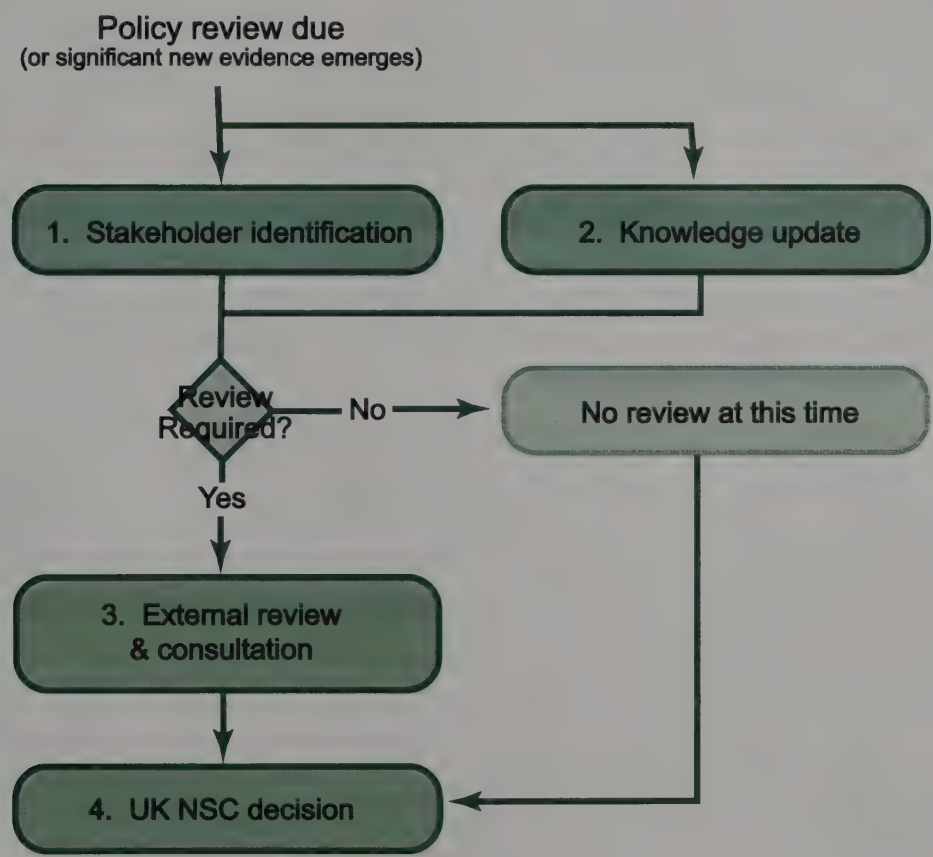 Policy review due
(or significant new evidence emerges)
1. Stakeholder identification
2. Knowledge update
Review
Required?
No
No review at this time
Yes
3. External review
& consultation
4. UK NSC decision